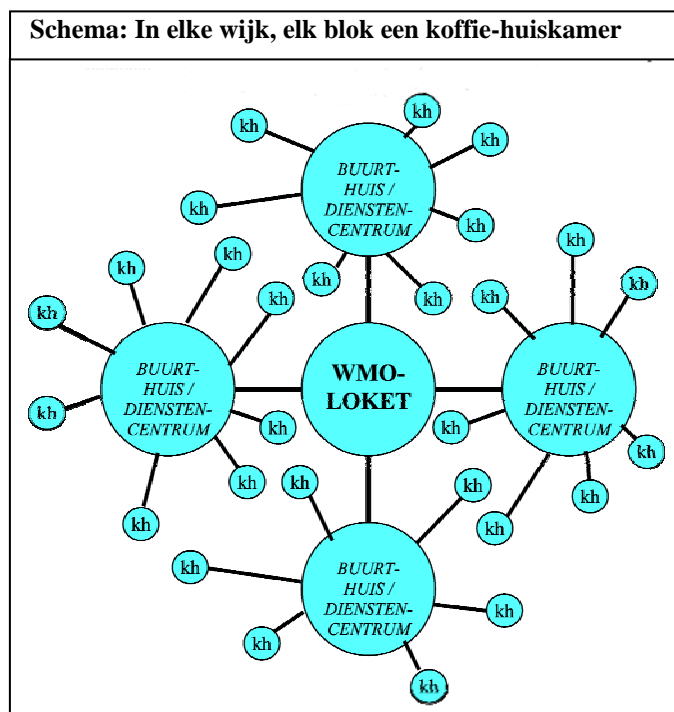 Schema: In elke wijk, elk blok een koffie-huiskamer
kh
kh
kh
BUURT-
HUIS /
DIENSTEN-
CENTRUM
kh
kh
kh
kh
kh
kh
kh
kh
kh
BUURT-
HUIS /
DIENSTEN-
CENTRUM
kh
kh
kh
kh
WMO-
LOKET
kh
kh
kh
BUURT-
HUIS /
DIENSTEN-
CENTRUM
kh
kh
kh
kh
kh
kh
BUURT-
HUIS /
DIENSTEN-
CENTRUM
kh
kh
kh
kh